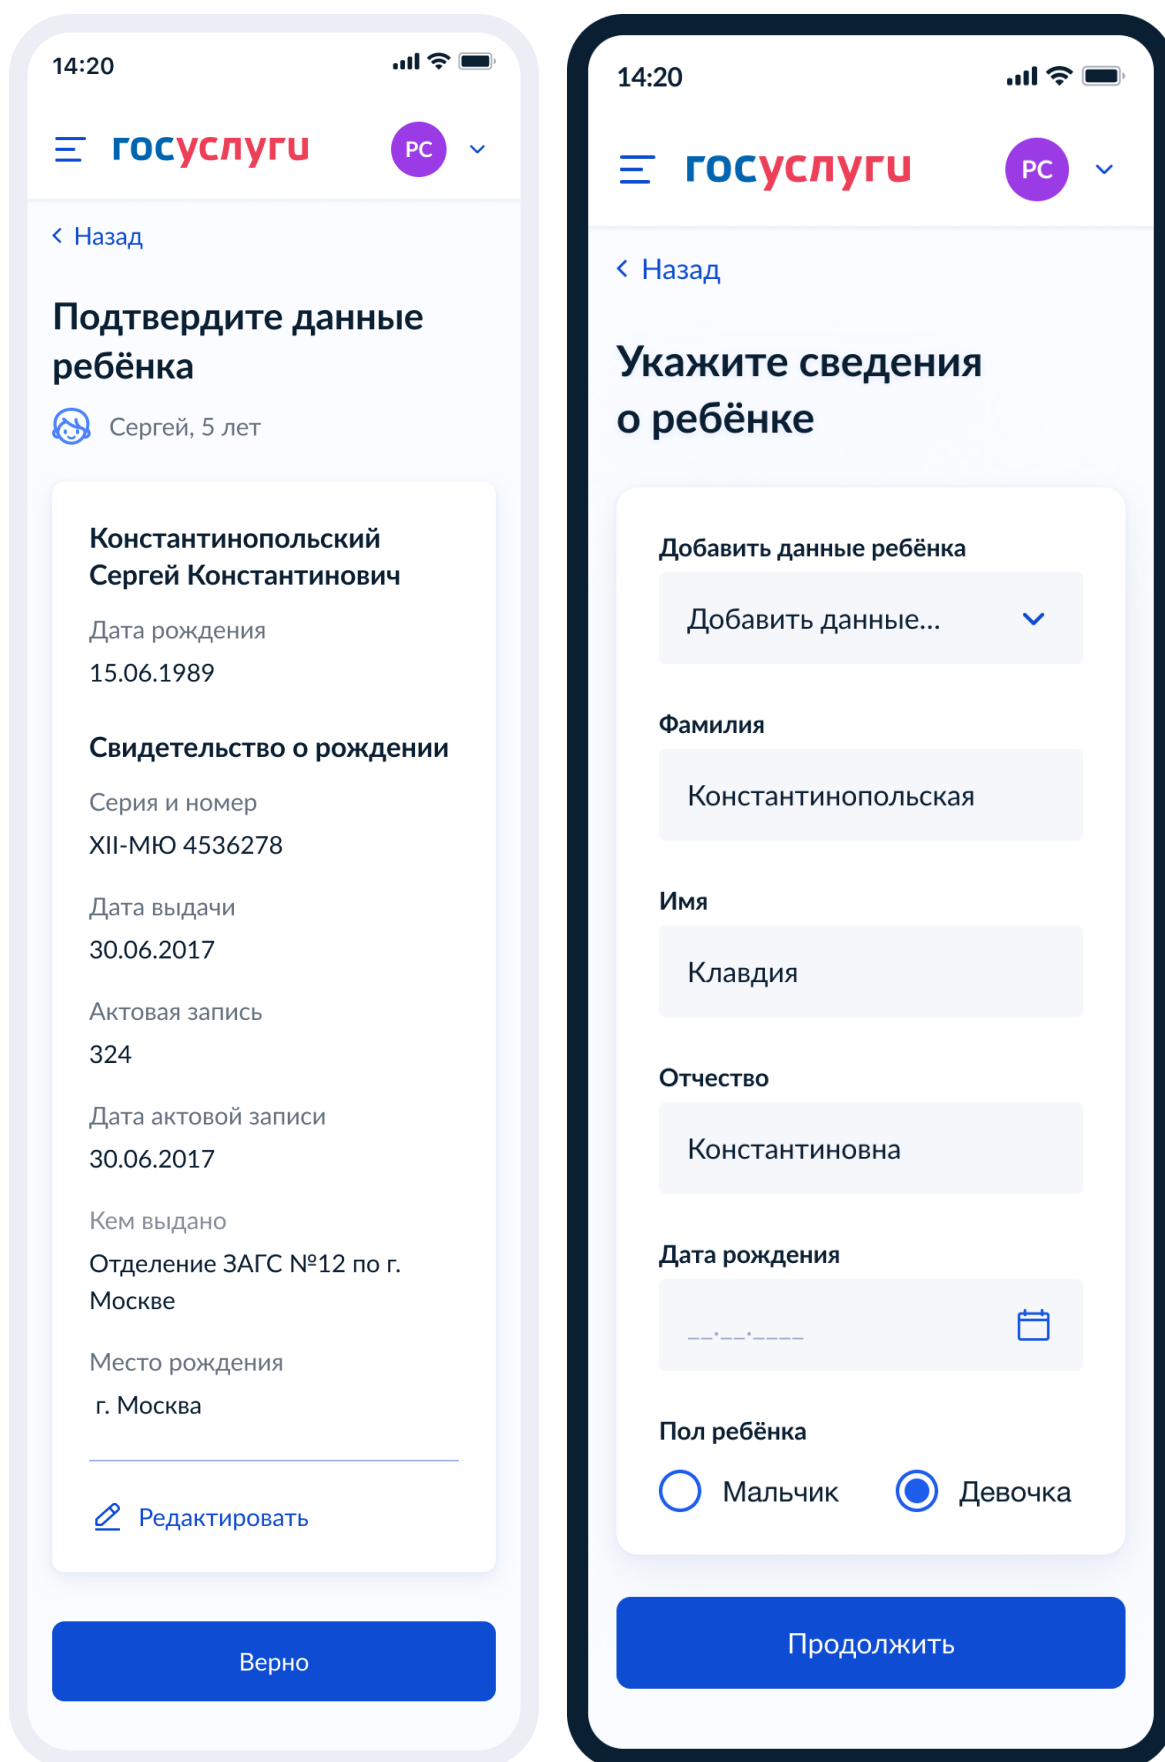 14:20
госуслуги
РС
Назад
Подтвердите данные
ребёнка
Сергей, 5 лет
Константинопольский
Сергей Константинович
Дата рождения
15.06.1989
Свидетельство о рождении
Серия и номер
XII-МЮ 4536278
Дата выдачи
30.06.2017
Актовая запись
324
Дата актовой записи
30.06.2017
Кем выдано
Отделение ЗАГС №12 по г.
Москве
Место рождения
г. Москва
Редактировать
Верно
14:20
госуслуги
РС
Назад
Укажите сведения
о ребёнке
Добавить данные ребёнка
Добавить данные...
Фамилия
Константинопольская
Имя
Клавдия
Отчество
Константиновна
Дата рождения
__.__.____
Пол ребёнка
Мальчик
Девочка
Продолжить